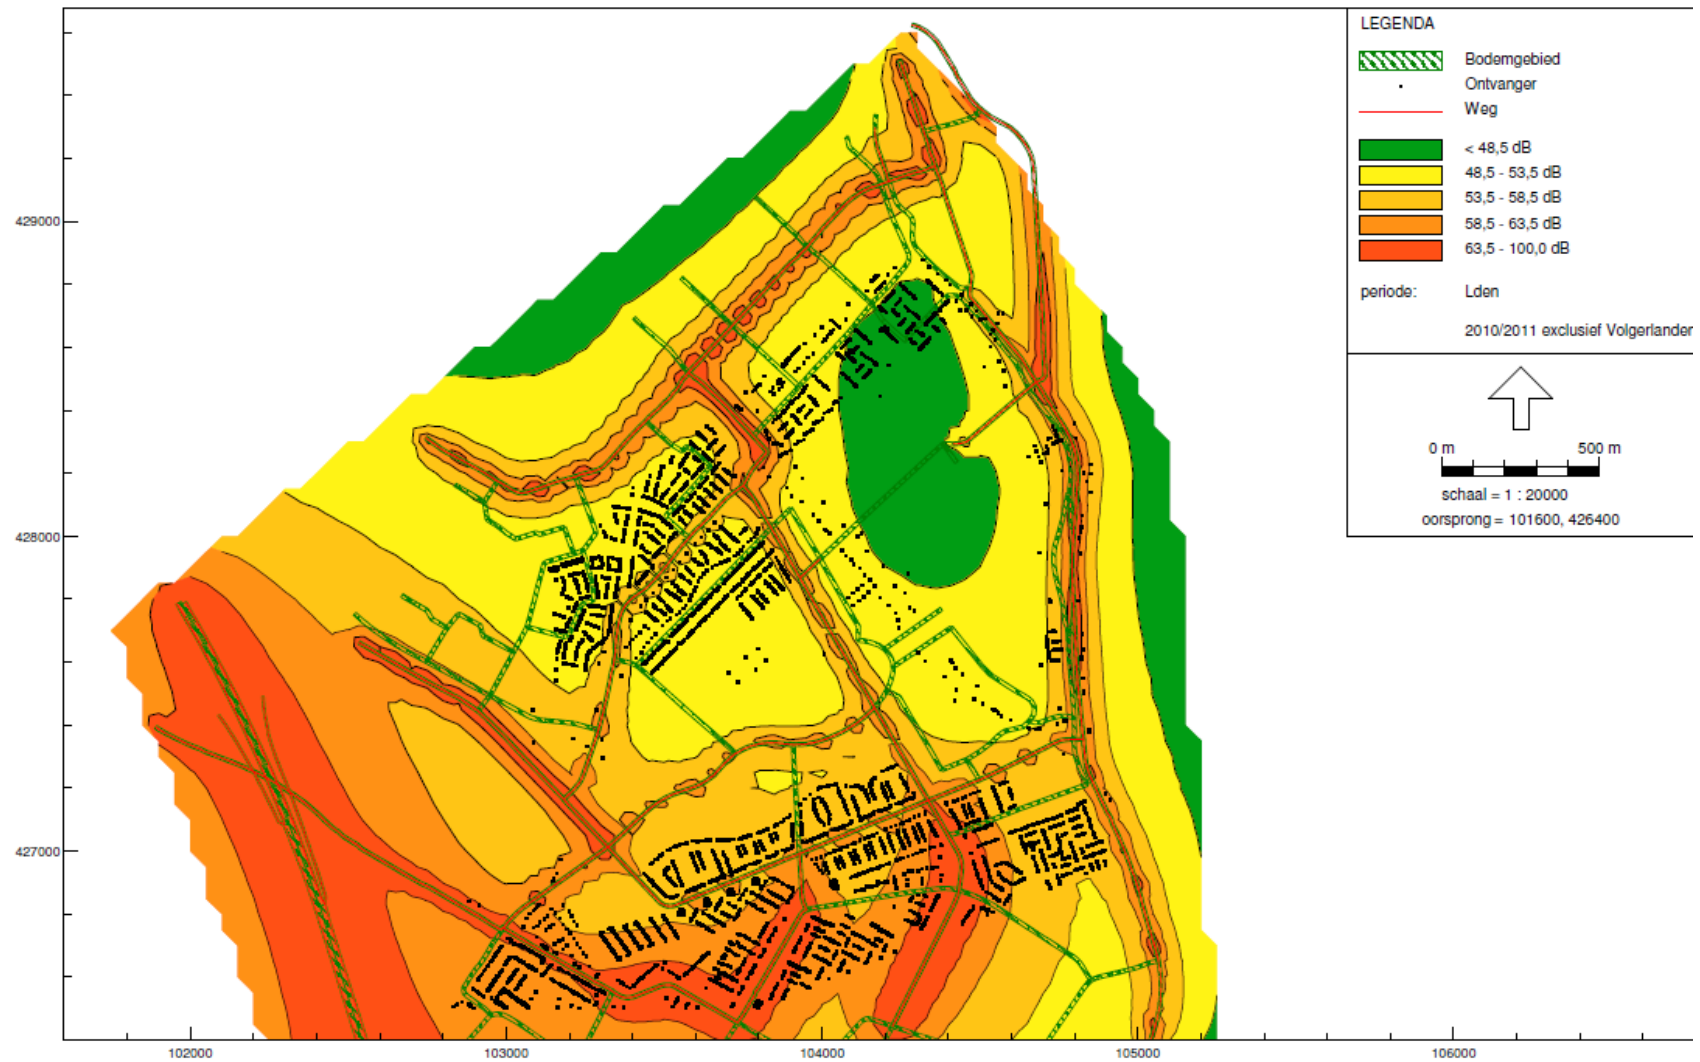 LEGENDA
Bodemgebied
Ontvanger
Weg
< 48,5 dB
48,5 - 53,5 dB
53,5 - 58,5 dB
58,5 - 63,5 dB
63,5 - 100,0 dB
periode: Lden
2010/2011 exclusief Volgerlanden
0 m 500 m
schaal = 1 : 20000
oorsprong = 101600, 426400
429000
428000
427000
102000 103000 104000 105000 106000